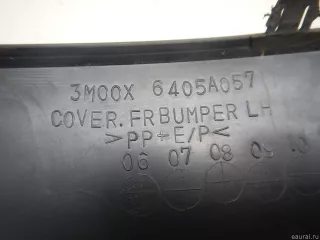 3M00X 6405A057
COVER.FRBUMPER LH
>PP+E/P<
06 07 08
eaural.ru